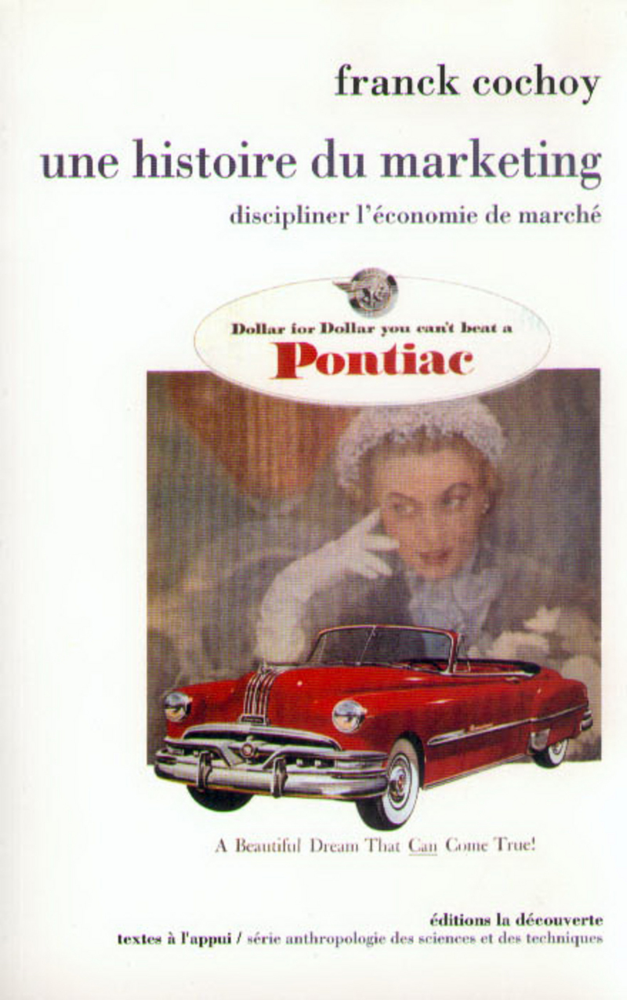 franck cochoy
une histoire du marketing
discipliner l'économie de marché
Dollar for Dollar you can't beat a
Pontiac
A Beautiful Dream That Can Come True!
éditions la découverte
textes à l'appui / série anthropologie des sciences et des techniques